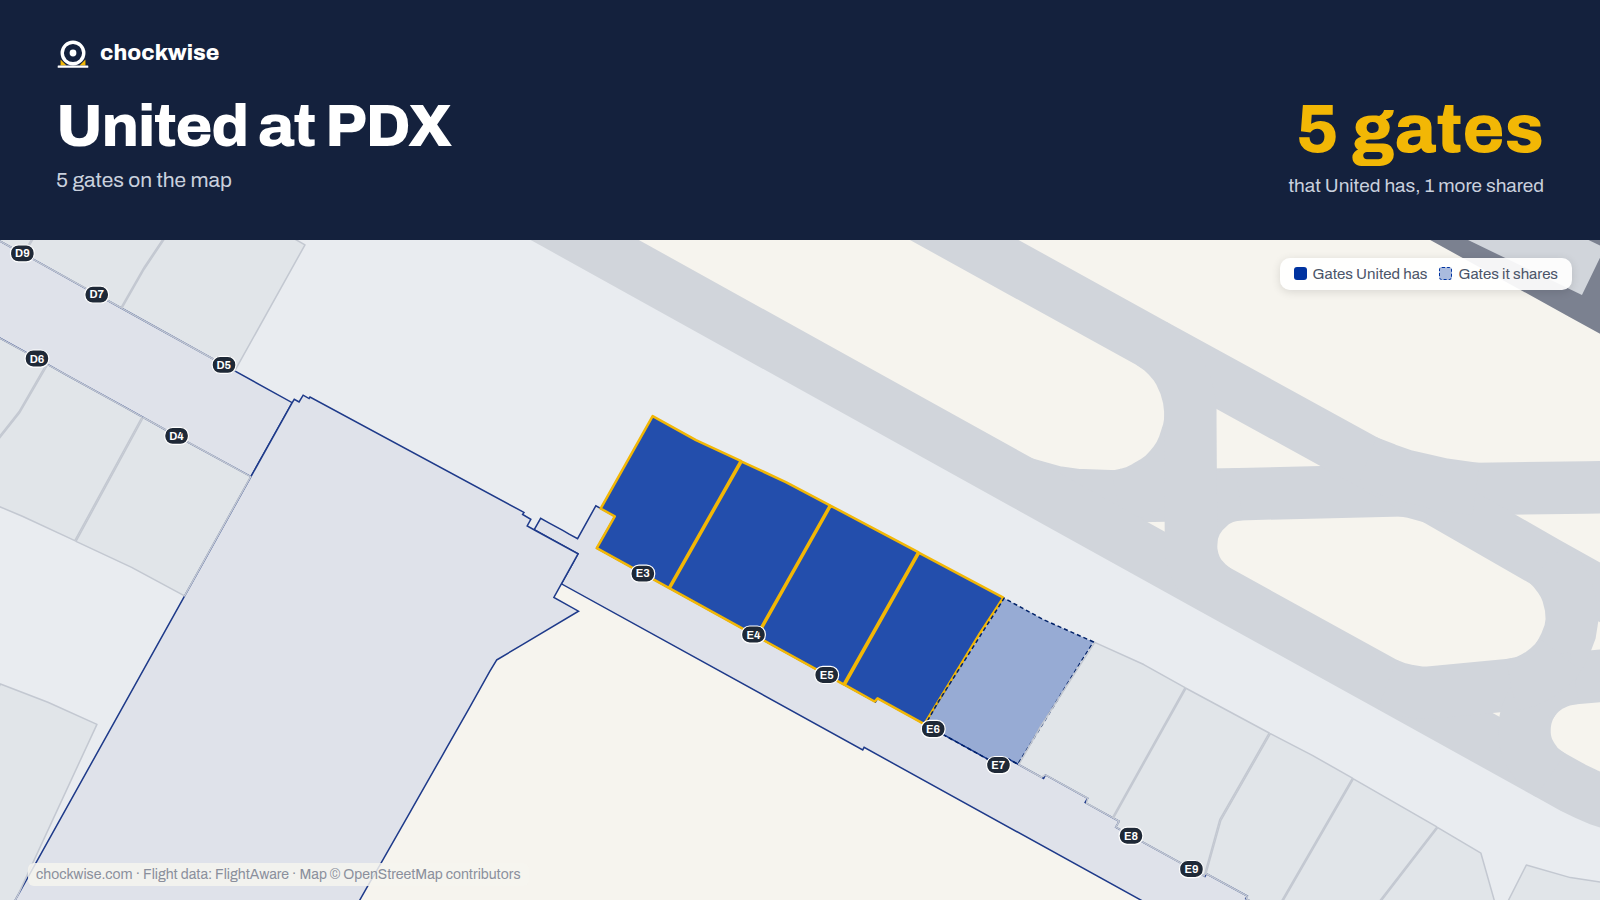 chockwise
United at PDX
5 gates on the map
5 gates
that United has, 1 more shared
Gates United has
Gates it shares
D9
D7
D6
D5
D4
E3
E4
E5
E6
E7
E8
E9
chockwise.com · Flight data: FlightAware · Map © OpenStreetMap contributors